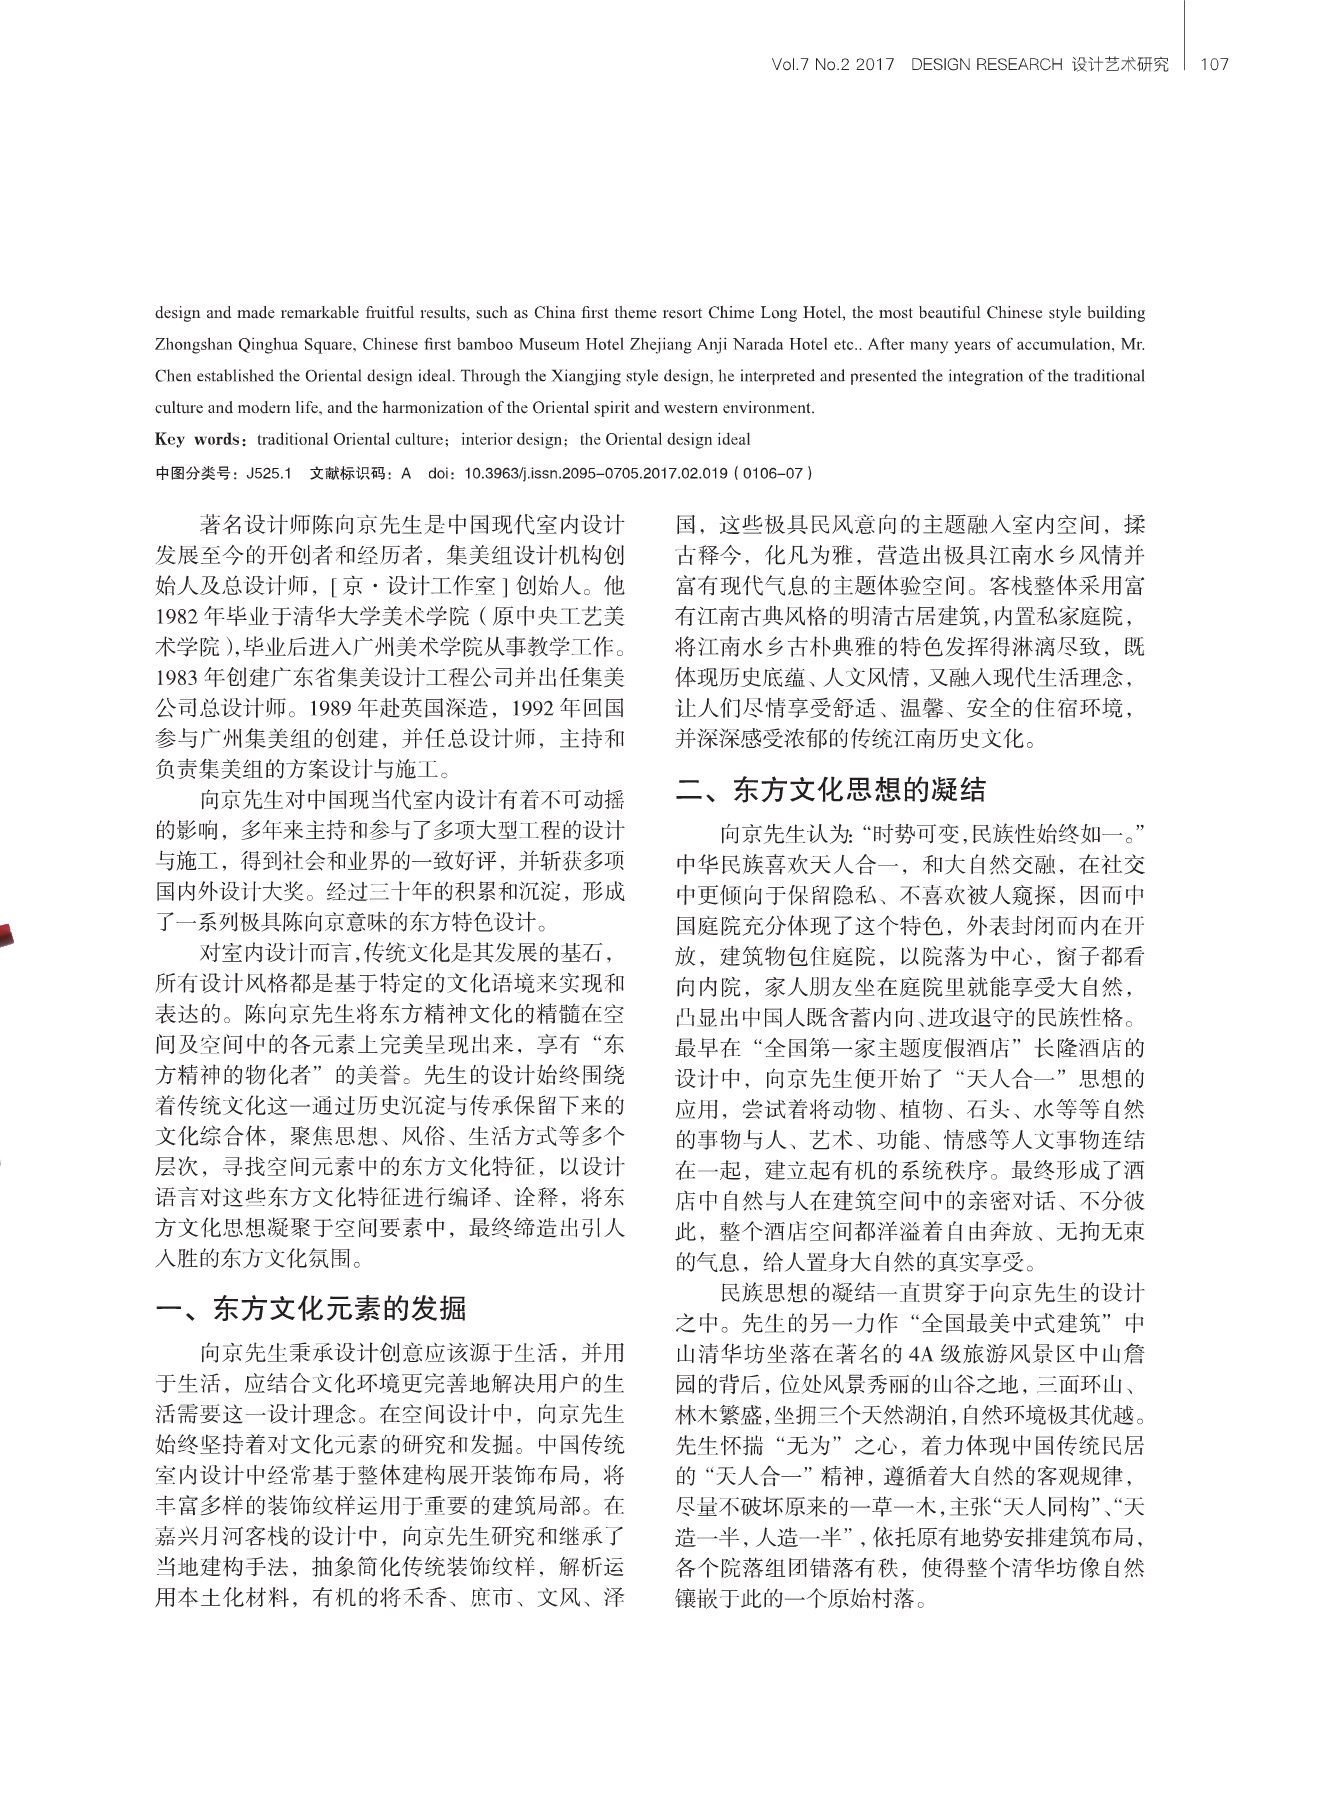 Vol.7 No.2 2017 DESIGN RESEARCH 设计艺术研究 107
design and made remarkable fruitful results, such as China first theme resort Chime Long Hotel, the most beautiful Chinese style building
Zhongshan Qinghua Square, Chinese first bamboo Museum Hotel Zhejiang Anji Narada Hotel etc.. After many years of accumulation, Mr.
Chen established the Oriental design ideal. Through the Xiangjing style design, he interpreted and presented the integration of the traditional
culture and modern life, and the harmonization of the Oriental spirit and western environment.
Key words：traditional Oriental culture；interior design；the Oriental design ideal
中图分类号：J525.1 文献标识码：A doi：10.3963/j.issn.2095-0705.2017.02.019（0106-07）
著名设计师陈向京先生是中国现代室内设计
发展至今的开创者和经历者，集美组设计机构创
始人及总设计师，[ 京·设计工作室 ] 创始人。他
1982 年毕业于清华大学美术学院（原中央工艺美
术学院），毕业后进入广州美术学院从事教学工作。
1983 年创建广东省集美设计工程公司并出任集美
公司总设计师。1989 年赴英国深造，1992 年回国
参与广州集美组的创建，并任总设计师，主持和
负责集美组的方案设计与施工。
向京先生对中国现当代室内设计有着不可动摇
的影响，多年来主持和参与了多项大型工程的设计
与施工，得到社会和业界的一致好评，并斩获多项
国内外设计大奖。经过三十年的积累和沉淀，形成
了一系列极具陈向京意味的东方特色设计。
对室内设计而言，传统文化是其发展的基石，
所有设计风格都是基于特定的文化语境来实现和
表达的。陈向京先生将东方精神文化的精髓在空
间及空间中的各元素上完美呈现出来，享有“东
方精神的物化者”的美誉。先生的设计始终围绕
着传统文化这一通过历史沉淀与传承保留下来的
文化综合体，聚焦思想、风俗、生活方式等多个
层次，寻找空间元素中的东方文化特征，以设计
语言对这些东方文化特征进行编译、诠释，将东
方文化思想凝聚于空间要素中，最终缔造出引人
入胜的东方文化氛围。
一、东方文化元素的发掘
向京先生秉承设计创意应该源于生活，并用
于生活，应结合文化环境更完善地解决用户的生
活需要这一设计理念。在空间设计中，向京先生
始终坚持着对文化元素的研究和发掘。中国传统
室内设计中经常基于整体建构展开装饰布局，将
丰富多样的装饰纹样运用于重要的建筑局部。在
嘉兴月河客栈的设计中，向京先生研究和继承了
当地建构手法，抽象简化传统装饰纹样，解析运
用本土化材料，有机的将禾香、庶市、文风、泽
国，这些极具民风意向的主题融入室内空间，揉
古释今，化凡为雅，营造出极具江南水乡风情并
富有现代气息的主题体验空间。客栈整体采用富
有江南古典风格的明清古居建筑，内置私家庭院，
将江南水乡古朴典雅的特色发挥得淋漓尽致，既
体现历史底蕴、人文风情，又融入现代生活理念，
让人们尽情享受舒适、温馨、安全的住宿环境，
并深深感受浓郁的传统江南历史文化。
二、东方文化思想的凝结
向京先生认为：“时势可变，民族性始终如一。”
中华民族喜欢天人合一，和大自然交融，在社交
中更倾向于保留隐私、不喜欢被人窥探，因而中
国庭院充分体现了这个特色，外表封闭而内在开
放，建筑物包住庭院，以院落为中心，窗子都看
向内院，家人朋友坐在庭院里就能享受大自然，
凸显出中国人既含蓄内向、进攻退守的民族性格。
最早在“全国第一家主题度假酒店”长隆酒店的
设计中，向京先生便开始了“天人合一”思想的
应用，尝试着将动物、植物、石头、水等等自然
的事物与人、艺术、功能、情感等人文事物连结
在一起，建立起有机的系统秩序。最终形成了酒
店中自然与人在建筑空间中的亲密对话、不分彼
此，整个酒店空间都洋溢着自由奔放、无拘无束
的气息，给人置身大自然的真实享受。
民族思想的凝结一直贯穿于向京先生的设计
之中。先生的另一力作“全国最美中式建筑”中
山清华坊坐落在著名的 4A 级旅游风景区中山詹
园的背后，位处风景秀丽的山谷之地，三面环山、
林木繁盛，坐拥三个天然湖泊，自然环境极其优越。
先生怀揣“无为”之心，着力体现中国传统民居
的“天人合一”精神，遵循着大自然的客观规律，
尽量不破坏原来的一草一木，主张“天人同构”、“天
造一半，人造一半”，依托原有地势安排建筑布局，
各个院落组团错落有秩，使得整个清华坊像自然
镶嵌于此的一个原始村落。